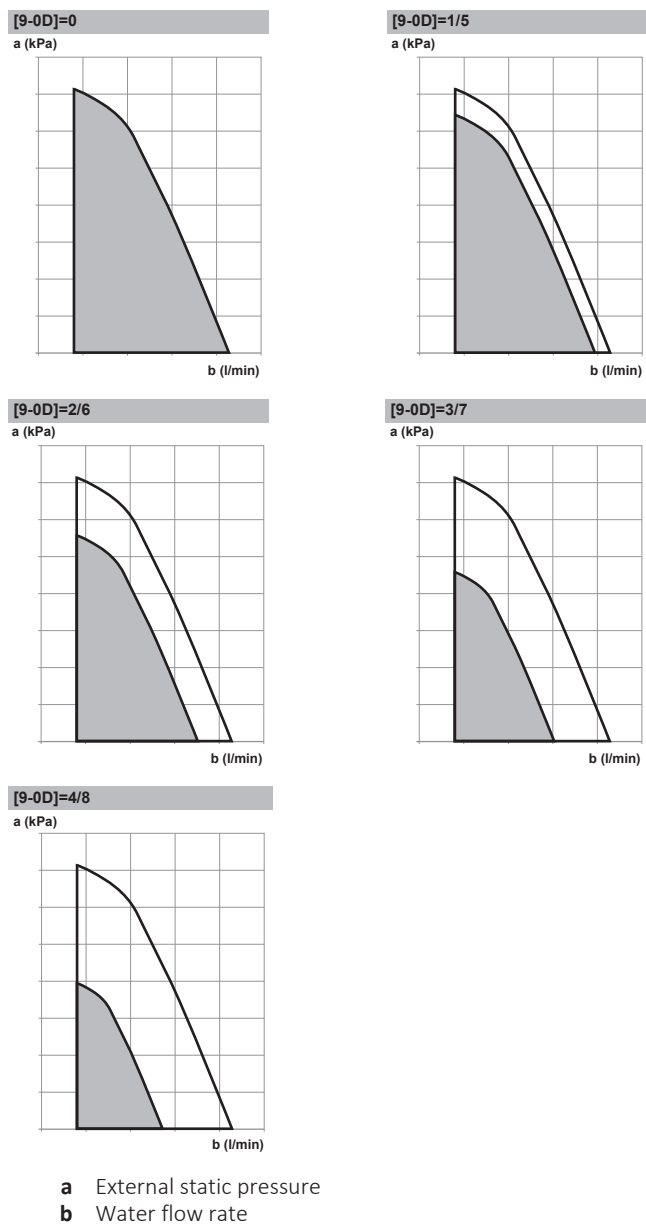 [9-0D]=0
a (kPa)
b (l/min)
[9-0D]=1/5
a (kPa)
b (l/min)
[9-0D]=2/6
a (kPa)
b (l/min)
[9-0D]=3/7
a (kPa)
b (l/min)
[9-0D]=4/8
a (kPa)
b (l/min)
a External static pressure
b Water flow rate